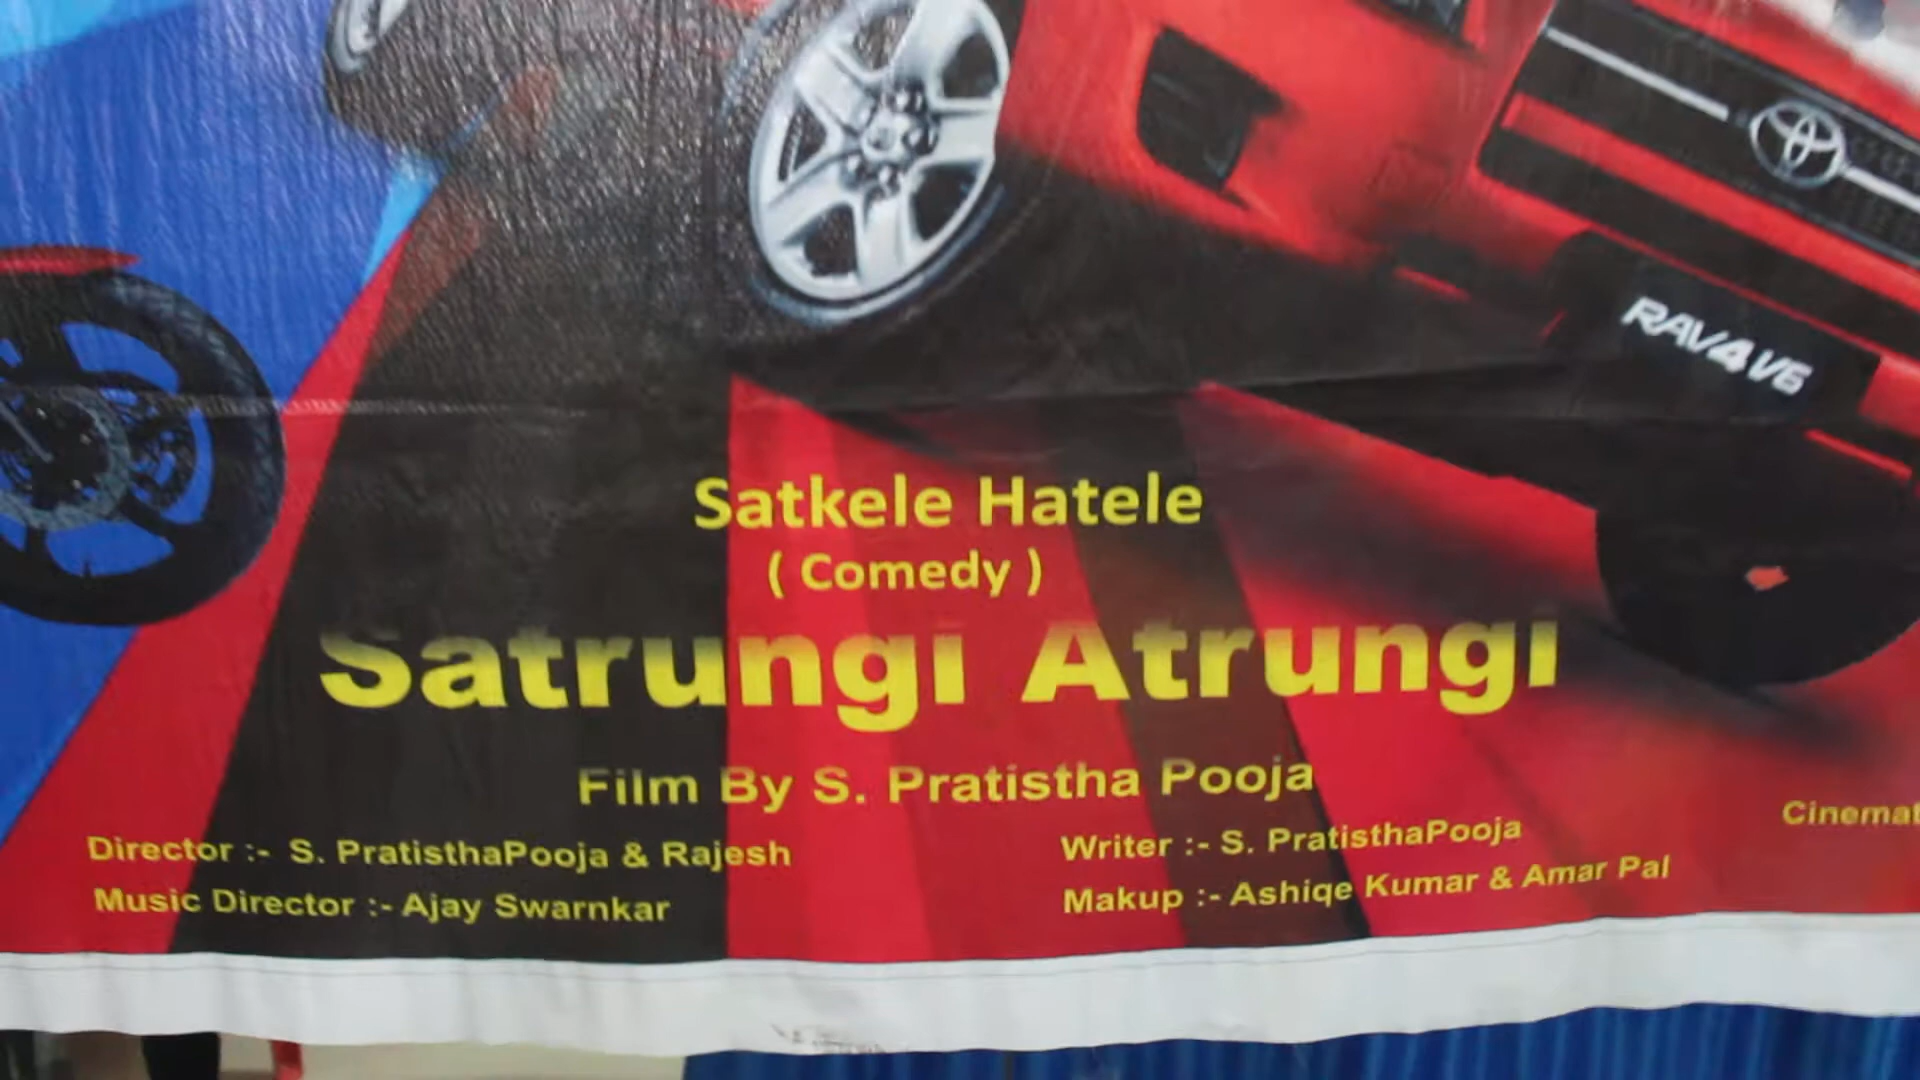 RAV4 V6
Satkele Hatele
( Comedy )
Satrungi Atrungi
Film By S. Pratistha Pooja
Director :- S. PratisthaPooja & Rajesh
Writer :- S. PratisthaPooja
Cinemat
Music Director :- Ajay Swarnkar
Makup :- Ashiqe Kumar & Amar Pal